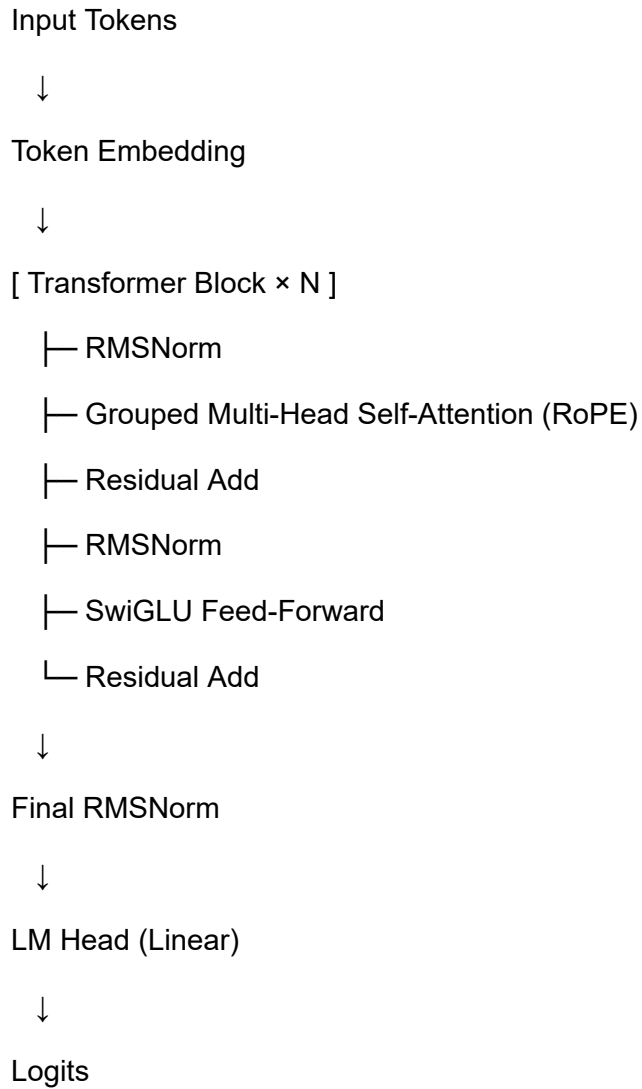 Input Tokens
↓
Token Embedding
↓
[ Transformer Block × N ]
├─ RMSNorm
├─ Grouped Multi-Head Self-Attention (RoPE)
├─ Residual Add
├─ RMSNorm
├─ SwiGLU Feed-Forward
└─ Residual Add
↓
Final RMSNorm
↓
LM Head (Linear)
↓
Logits